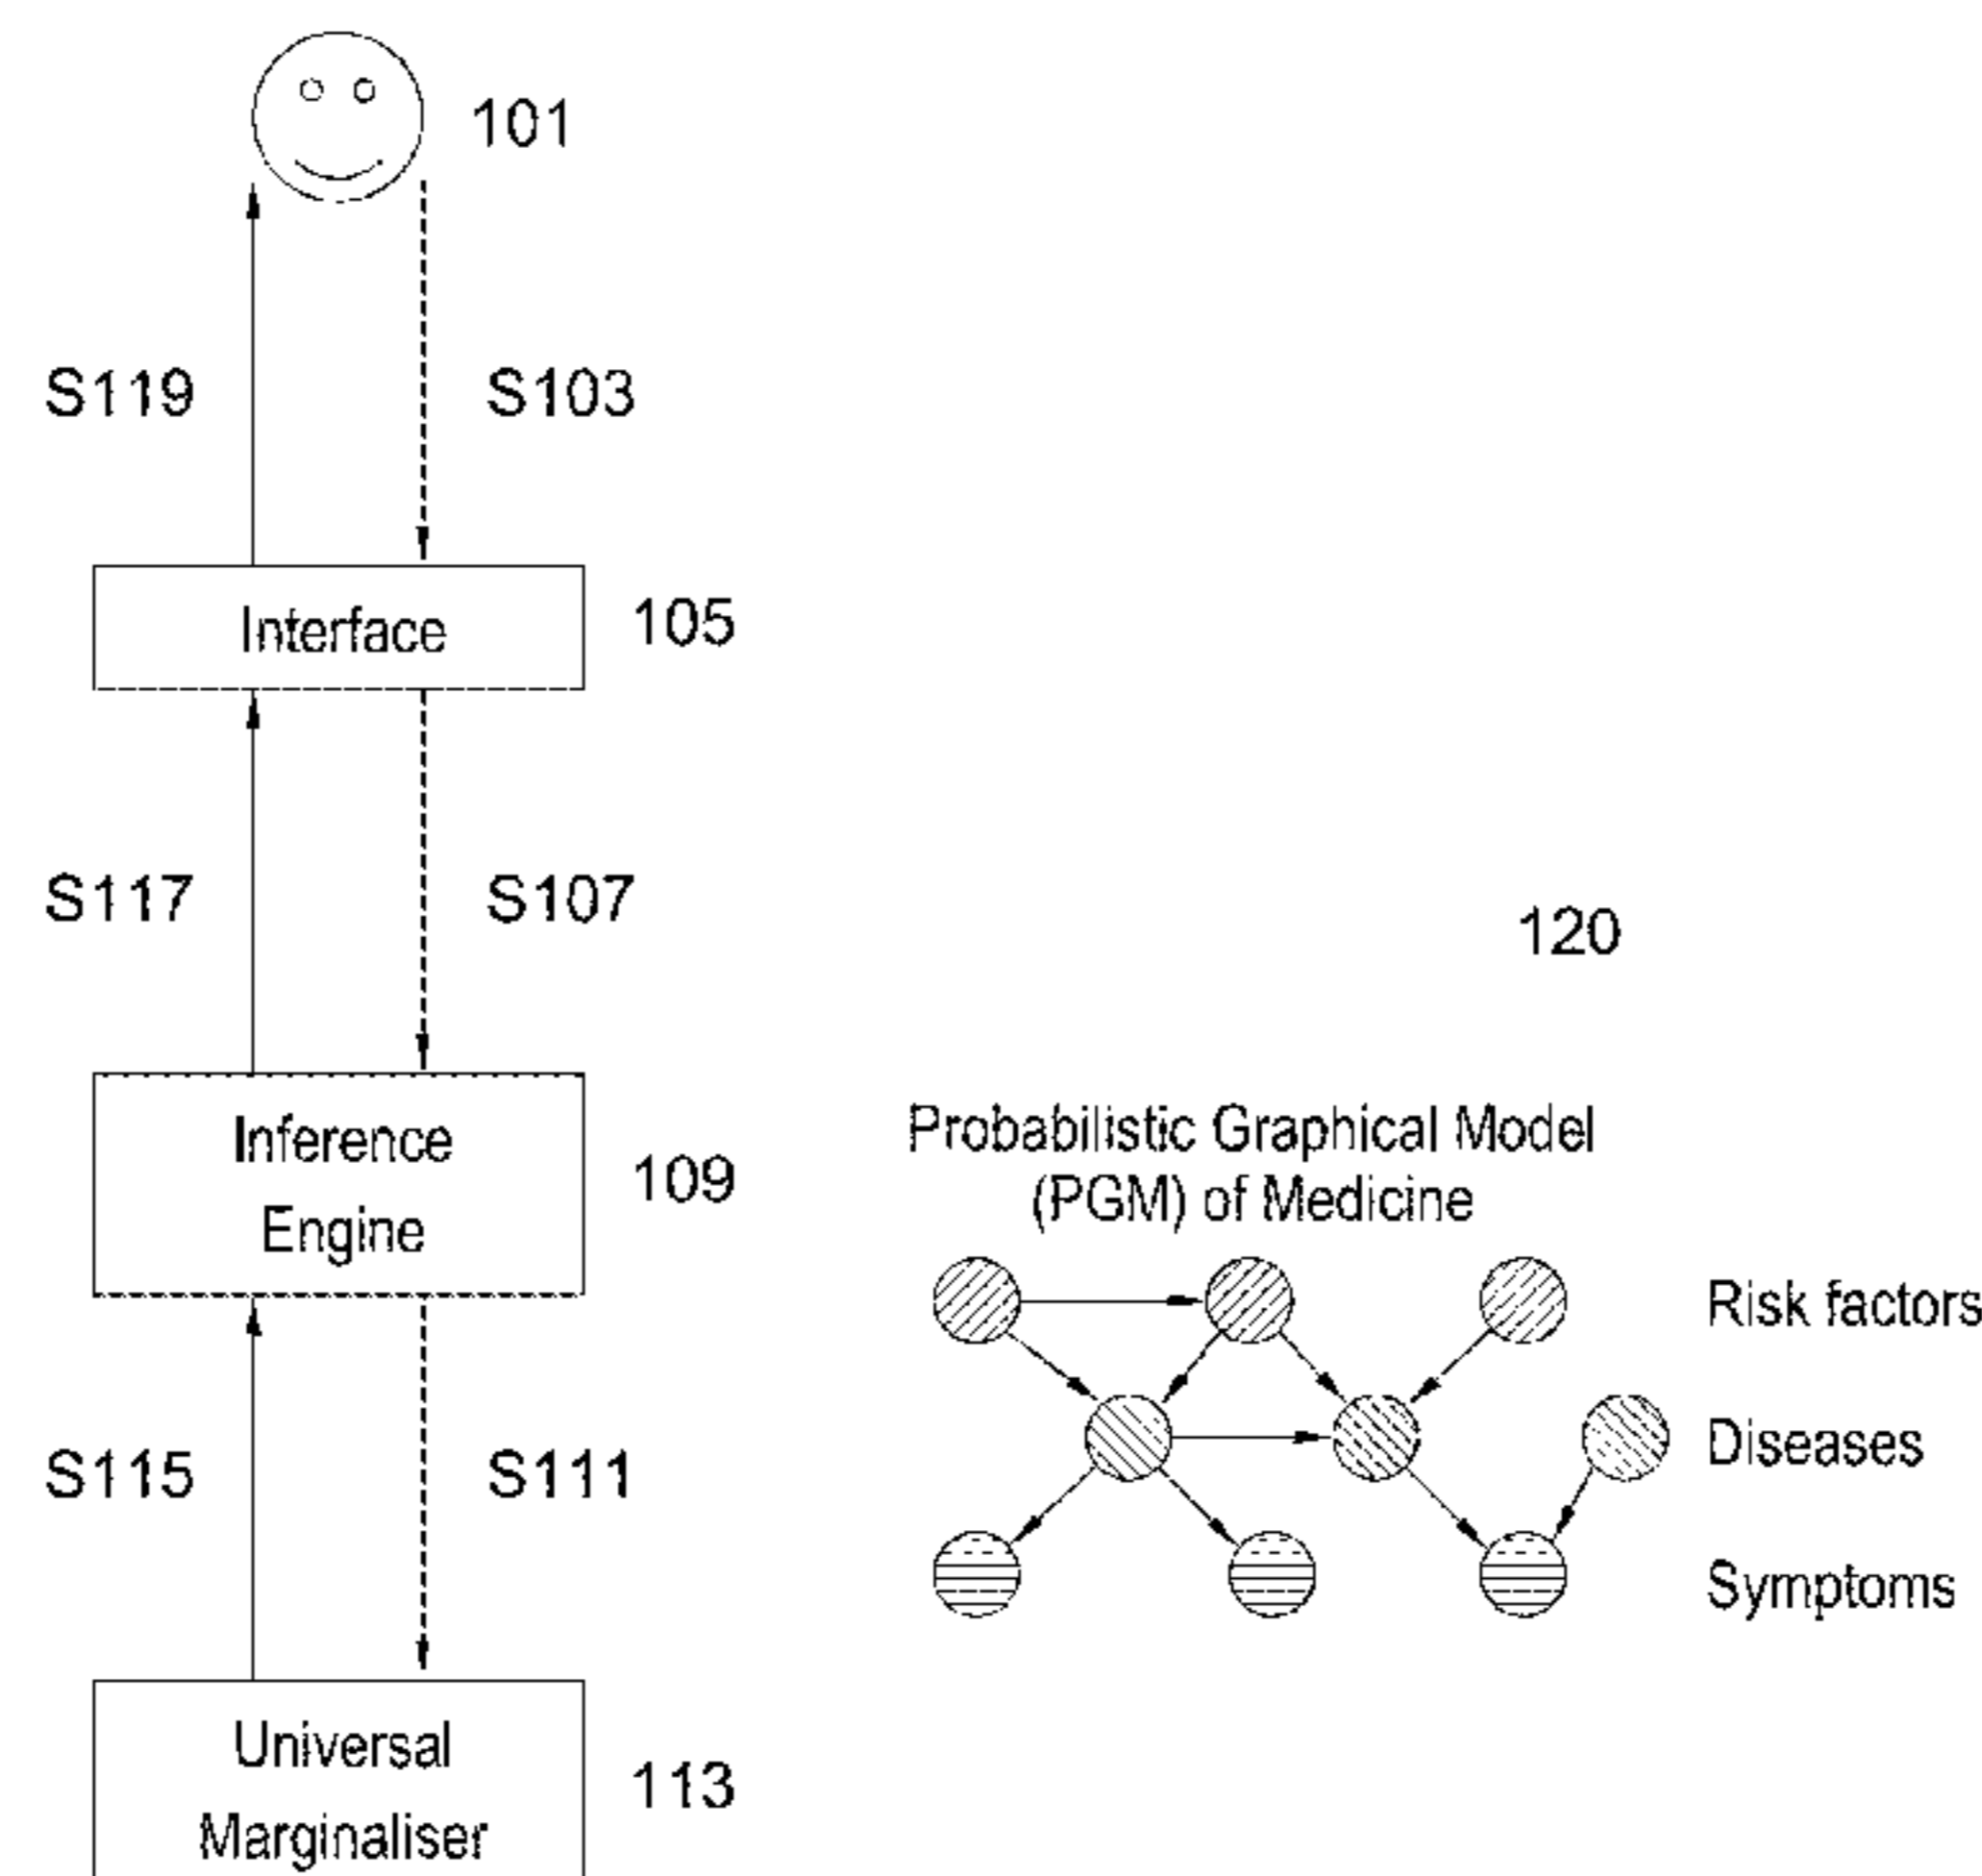 101
S119
S103
Interface
105
S117
S107
120
Inference
Engine
109
Probabilistic Graphical Model
(PGM) of Medicine
Risk factors
Diseases
Symptoms
S115
S111
Universal
Marginaliser
113